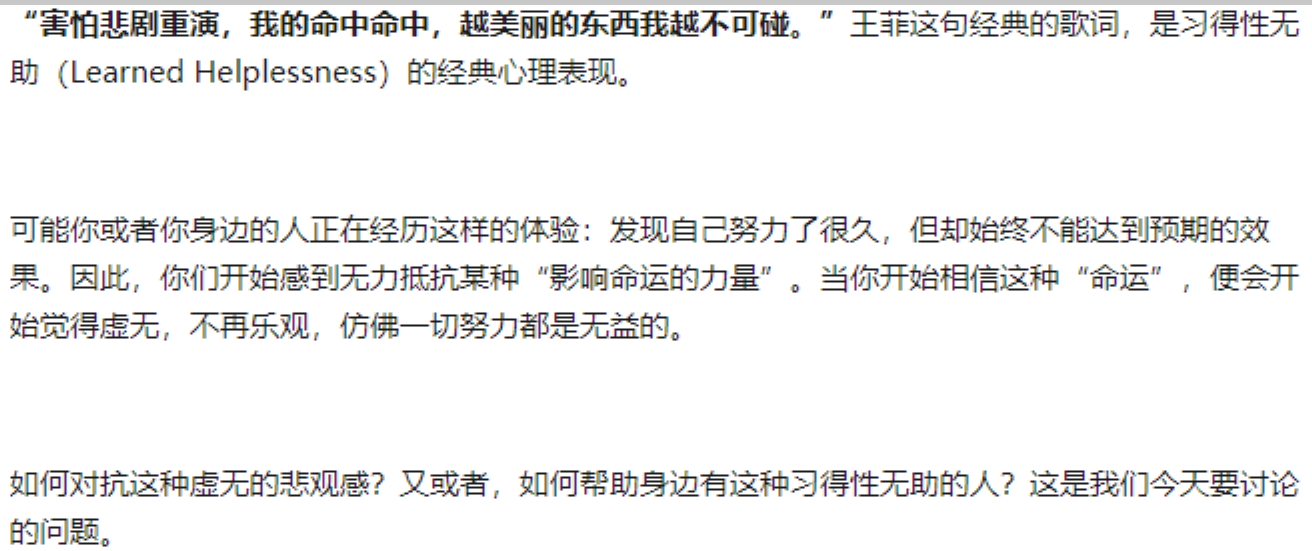 “害怕悲剧重演，我的命中命中，越美丽的东西我越不可碰。”王菲这句经典的歌词，是习得性无
助（Learned Helplessness）的经典心理表现。
可能你或者你身边的人正在经历这样的体验：发现自己努力了很久，但却始终不能达到预期的效
果。因此，你们开始感到无力抵抗某种“影响命运的力量”。当你开始相信这种“命运”，便会开
始觉得虚无，不再乐观，仿佛一切努力都是无益的。
如何对抗这种虚无的悲观感？又或者，如何帮助身边有这种习得性无助的人？这是我们今天要讨论
的问题。